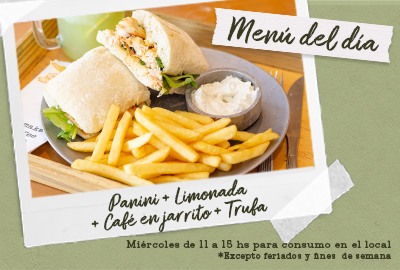 Menú del día
Panini + Limonada
+ Café en jarrito + Trufa
Miércoles de 11 a 15 hs para consumo en el local
*Excepto feriados y fines de semana